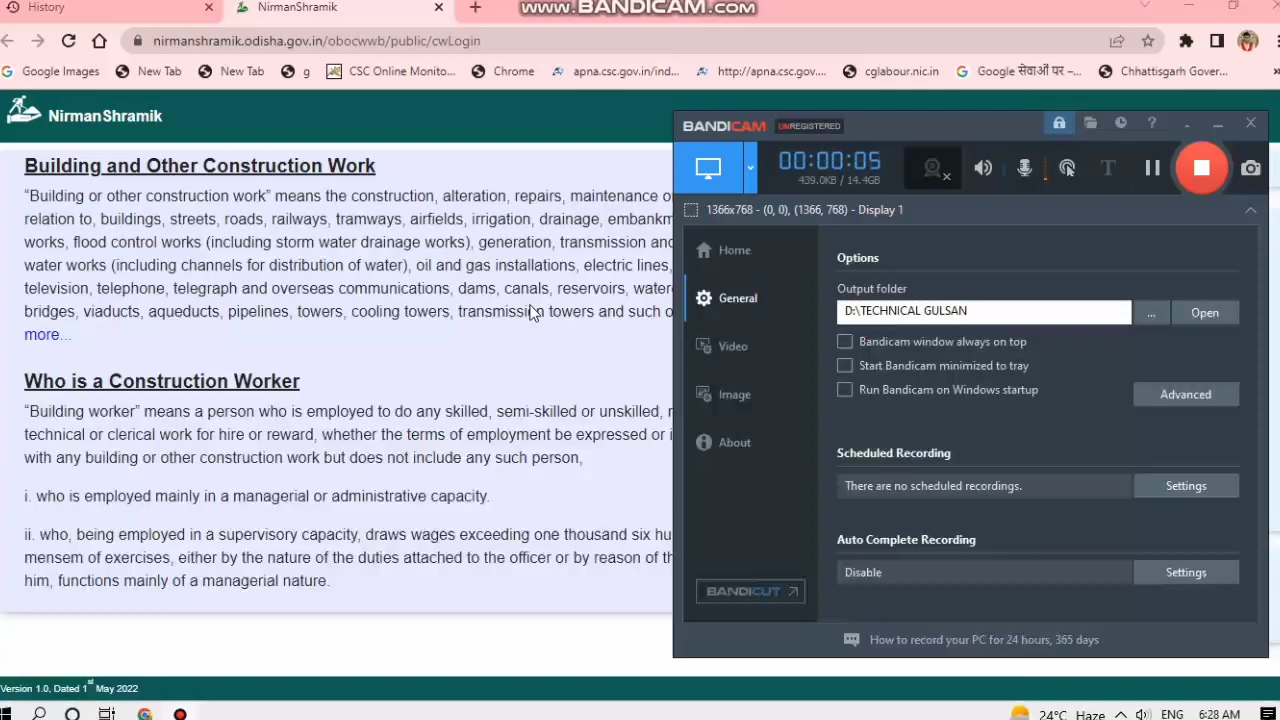 History
NirmanShramik
www.BANDICAM.com
nirmanshramik.odisha.gov.in/obocwwb/public/cwLogin
Google Images
New Tab
New Tab
g
CSC Online Monito...
Chrome
apna.csc.gov.in/ind...
http://apna.csc.gov....
cglabour.nic.in
Google सेवाओं पर –...
Chhattisgarh Gover...
NirmanShramik
Building and Other Construction Work
“Building or other construction work” means the construction, alteration, repairs, maintenance
relation to, buildings, streets, roads, railways, tramways, airfields, irrigation, drainage,
works, flood control works (including storm water drainage works), generation, transmission
water works (including channels for distribution of water), oil and gas installations, electric lines,
television, telephone, telegraph and overseas communications, dams, canals, reservoirs,
bridges, viaducts, aqueducts, pipelines, towers, cooling towers, transmission towers and such
more...
Who is a Construction Worker
“Building worker” means a person who is employed to do any skilled, semi-skilled or unskilled,
technical or clerical work for hire or reward, whether the terms of employment be expressed or
with any building or other construction work but does not include any such person,
i. who is employed mainly in a managerial or administrative capacity.
ii. who, being employed in a supervisory capacity, draws wages exceeding one thousand six
mensem of exercises, either by the nature of the duties attached to the officer or by reason of
him, functions mainly of a managerial nature.
Version 1.0, Dated 1st May 2022
BANDICAM UNREGISTERED
00:00:05
439.0KB / 14.4GB
1366x768 - (0, 0), (1366, 768) - Display 1
Home
General
Video
Image
About
BANDICUT
Options
Output folder
D:\TECHNICAL GULSAN
...
Open
Bandicam window always on top
Start Bandicam minimized to tray
Run Bandicam on Windows startup
Advanced
Scheduled Recording
There are no scheduled recordings.
Settings
Auto Complete Recording
Disable
Settings
How to record your PC for 24 hours, 365 days
24°C Haze
ENG
6:28 AM